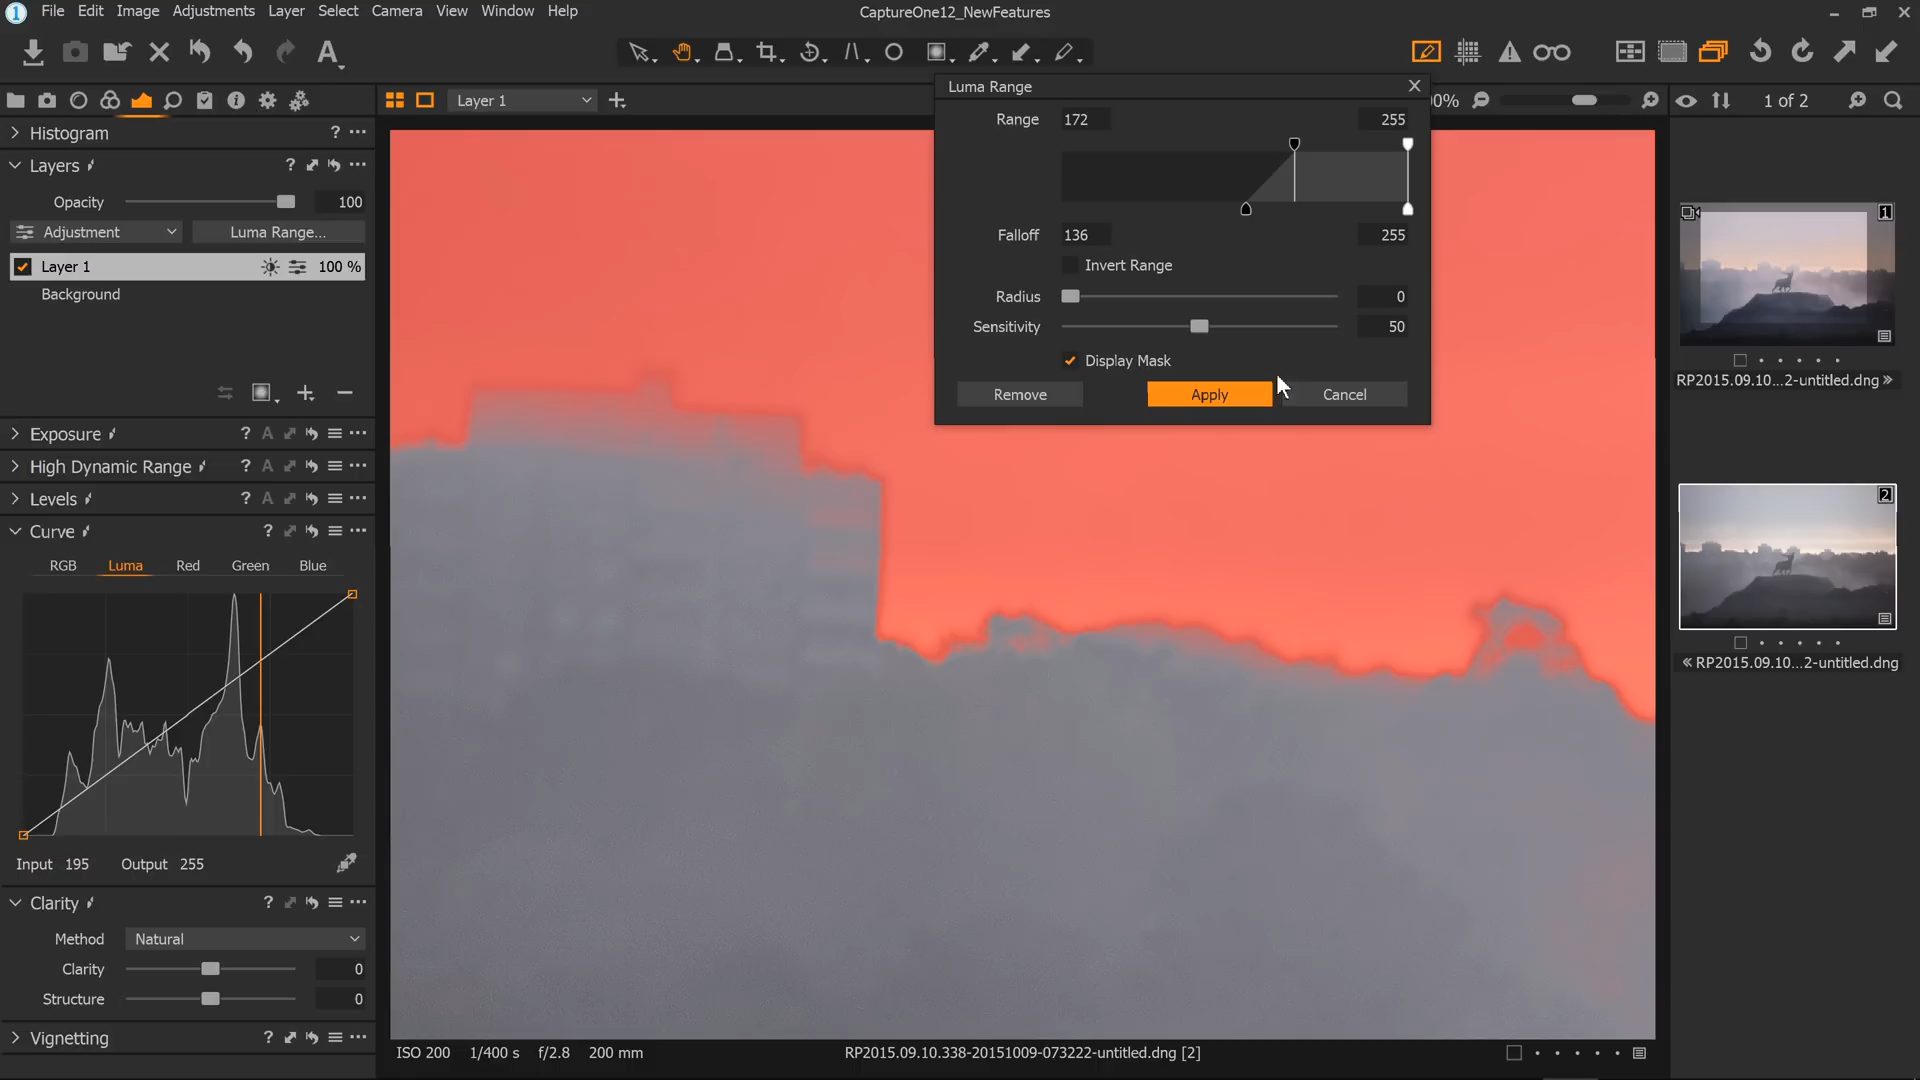 File Edit Image Adjustments Layer Select Camera View Window Help
CaptureOne12_NewFeatures
Layer 1
Luma Range
1 of 2
Range 172 255
Falloff 136 255
Invert Range
Radius 0
Sensitivity 50
Display Mask
Remove Apply Cancel
Histogram
Layers
Opacity 100
Adjustment Luma Range...
Layer 1 100 %
Background
Exposure
High Dynamic Range
Levels
Curve
RGB Luma Red Green Blue
Input 195 Output 255
Clarity
Method Natural
Clarity 0
Structure 0
Vignetting
ISO 200 1/400 s f/2.8 200 mm
RP2015.09.10.338-20151009-073222-untitled.dng [2]
1
RP2015.09.10...2-untitled.dng »
2
« RP2015.09.10...2-untitled.dng